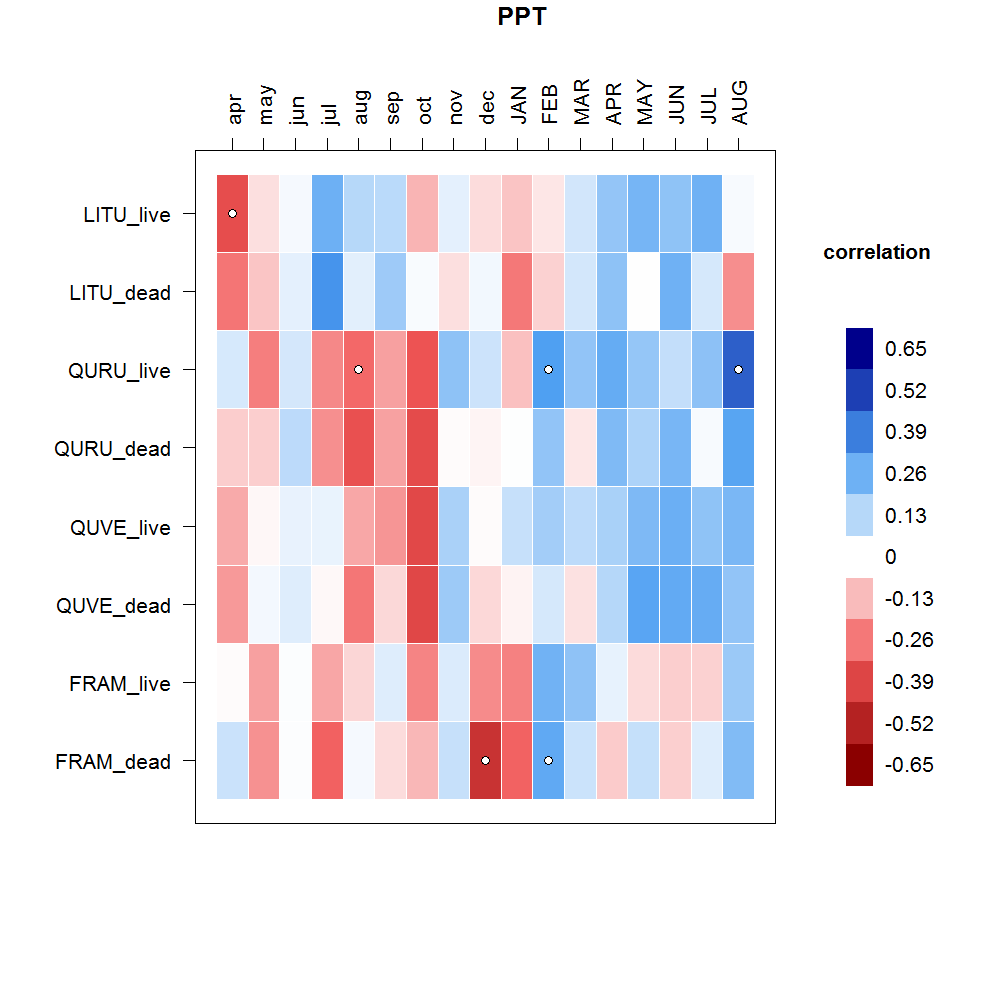 PPT
apr may jun jul aug sep oct nov dec JAN FEB MAR APR MAY JUN JUL AUG
LITU_live
LITU_dead
QURU_live
QURU_dead
QUVE_live
QUVE_dead
FRAM_live
FRAM_dead
correlation
0.65
0.52
0.39
0.26
0.13
0
-0.13
-0.26
-0.39
-0.52
-0.65